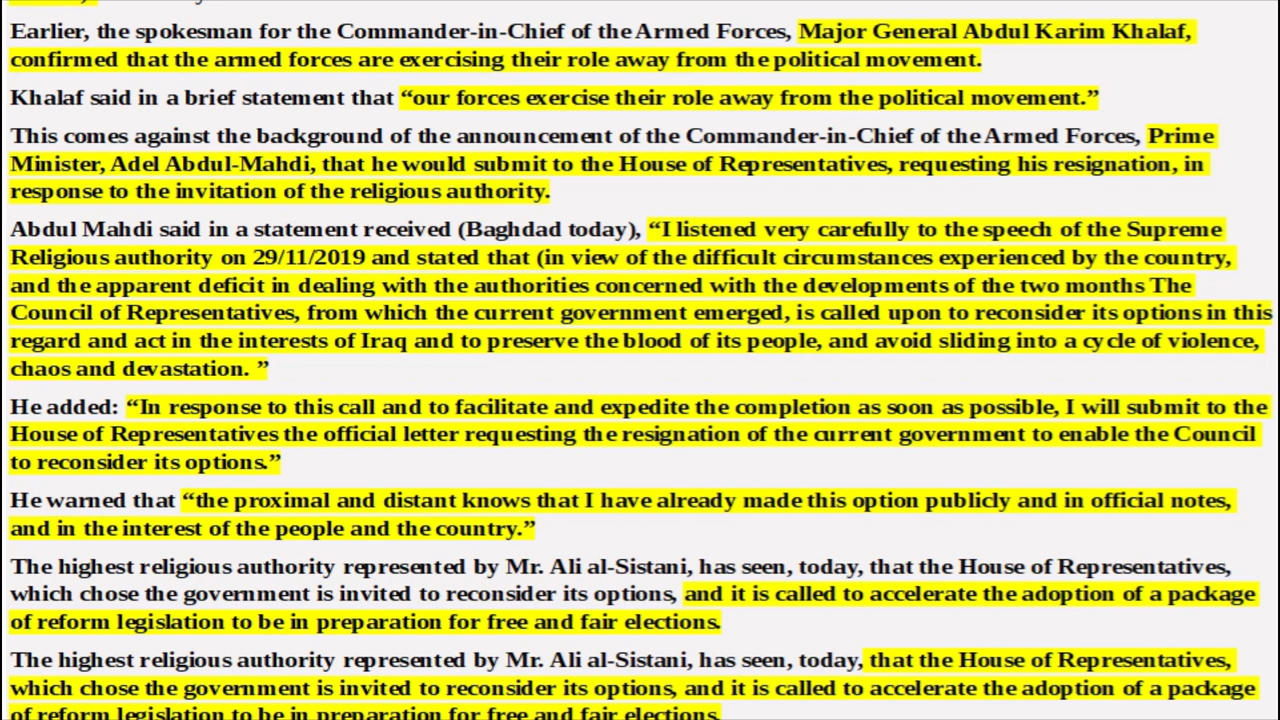 Earlier, the spokesman for the Commander-in-Chief of the Armed Forces, Major General Abdul Karim Khalaf,
confirmed that the armed forces are exercising their role away from the political movement.
Khalaf said in a brief statement that “our forces exercise their role away from the political movement.”
This comes against the background of the announcement of the Commander-in-Chief of the Armed Forces, Prime
Minister, Adel Abdul-Mahdi, that he would submit to the House of Representatives, requesting his resignation, in
response to the invitation of the religious authority.
Abdul Mahdi said in a statement received (Baghdad today), “I listened very carefully to the speech of the Supreme
Religious authority on 29/11/2019 and stated that (in view of the difficult circumstances experienced by the country,
and the apparent deficit in dealing with the authorities concerned with the developments of the two months The
Council of Representatives, from which the current government emerged, is called upon to reconsider its options in this
regard and act in the interests of Iraq and to preserve the blood of its people, and avoid sliding into a cycle of violence,
chaos and devastation. ”
He added: “In response to this call and to facilitate and expedite the completion as soon as possible, I will submit to the
House of Representatives the official letter requesting the resignation of the current government to enable the Council
to reconsider its options.”
He warned that “the proximal and distant knows that I have already made this option publicly and in official notes,
and in the interest of the people and the country.”
The highest religious authority represented by Mr. Ali al-Sistani, has seen, today, that the House of Representatives,
which chose the government is invited to reconsider its options, and it is called to accelerate the adoption of a package
of reform legislation to be in preparation for free and fair elections.
The highest religious authority represented by Mr. Ali al-Sistani, has seen, today, that the House of Representatives,
which chose the government is invited to reconsider its options, and it is called to accelerate the adoption of a package
of reform legislation to be in preparation for free and fair elections.